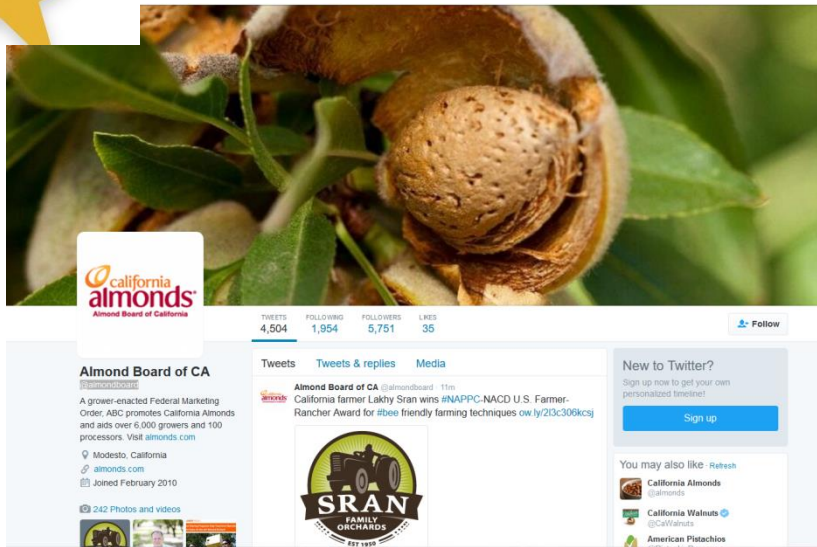 california
almonds
Almond Board of California
TWEETS FOLLOWING FOLLOWERS LIKES
4,504 1,954 5,751 35
Follow
Almond Board of CA
@almondboard
A grower-enacted Federal Marketing
Order, ABC promotes California Almonds
and aids over 6,000 growers and 100
processors. Visit almonds.com
Modesto, California
almonds.com
Joined February 2010
242 Photos and videos
Tweets Tweets & replies Media
Almond Board of CA @almondboard · 11m
California farmer Lakhy Sran wins #NAPPC-NACD U.S. Farmer-
Rancher Award for #bee friendly farming techniques ow.ly/2l3c306kcsj
SRAN
FAMILY
ORCHARDS
EST 1950
New to Twitter?
Sign up now to get your own
personalized timeline!
Sign up
You may also like · Refresh
California Almonds
@almonds
California Walnuts
@CaWalnuts
American Pistachios